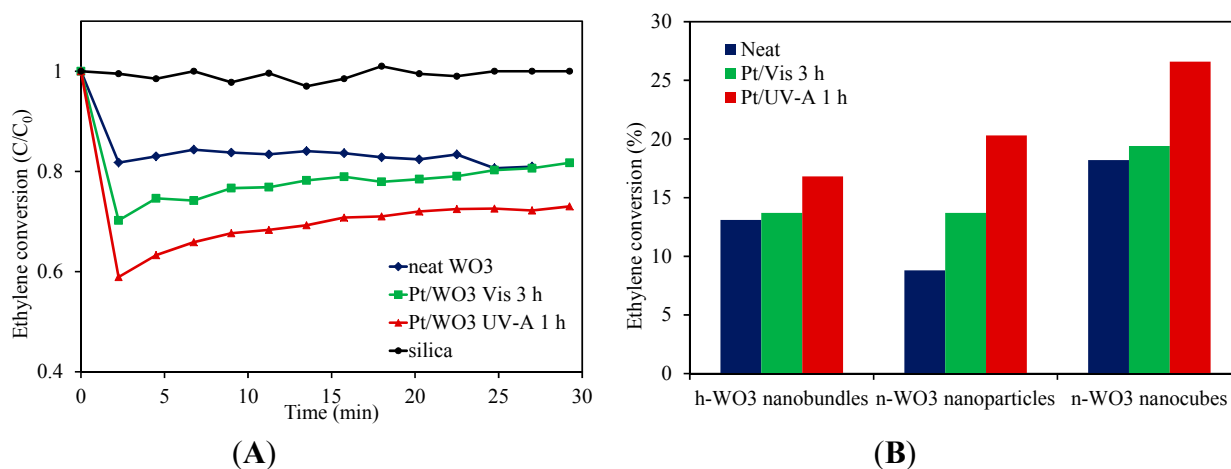 1
0.8
0.6
0.4
Ethylene conversion (C/C0)
neat WO3
Pt/WO3 Vis 3 h
Pt/WO3 UV-A 1 h
silica
0 5 10 15 20 25 30
Time (min)
(A)
30
25
20
15
10
5
0
Ethylene conversion (%)
Neat
Pt/Vis 3 h
Pt/UV-A 1 h
h-WO3 nanobundles n-WO3 nanoparticles n-WO3 nanocubes
(B)